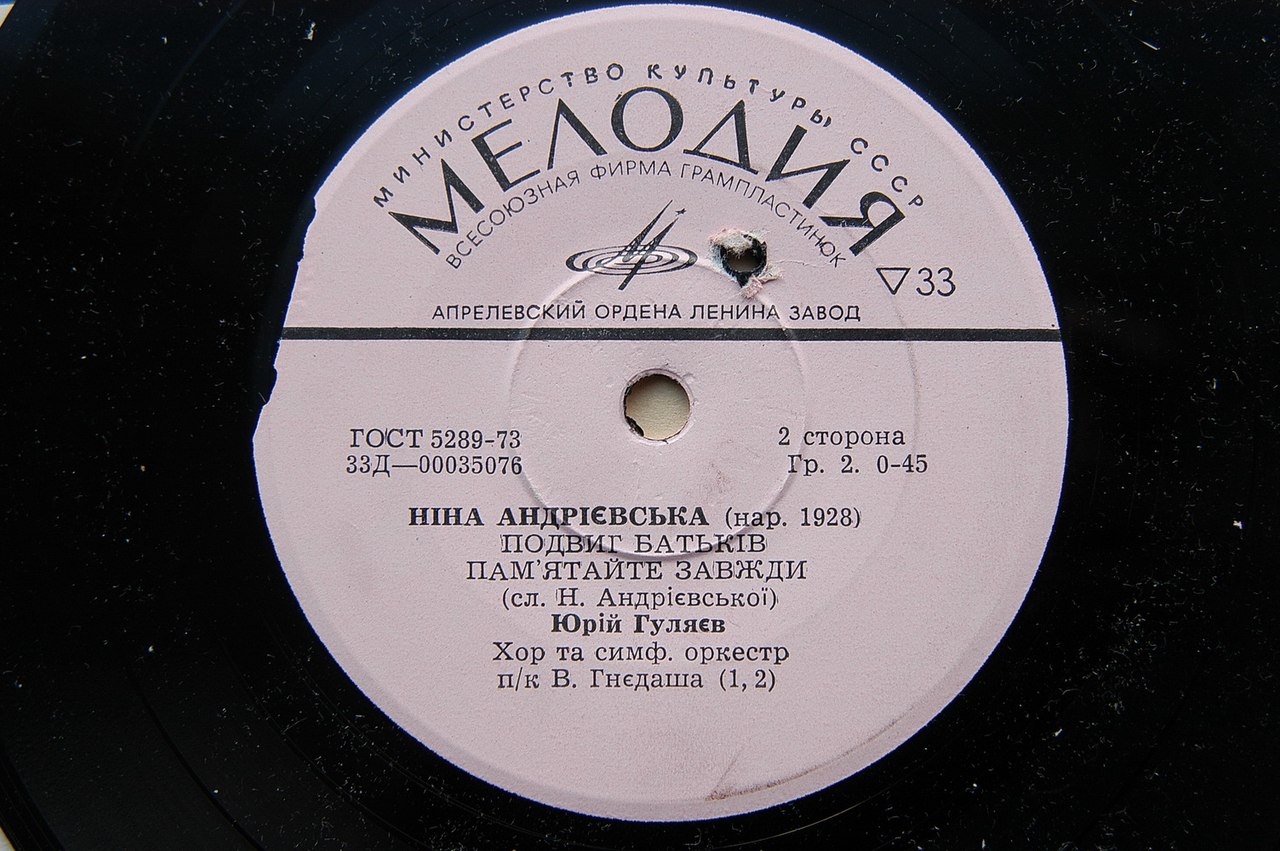 МИНИСТЕРСТВО КУЛЬТУРЫ СССР
МЕЛОДИЯ
ВСЕСОЮЗНАЯ ФИРМА ГРАМПЛАСТИНОК
▽33
АПРЕЛЕВСКИЙ ОРДЕНА ЛЕНИНА ЗАВОД
ГОСТ 5289-73
33Д—00035076
2 сторона
Гр. 2. 0-45
НІНА АНДРІЄВСЬКА (нар. 1928)
ПОДВИГ БАТЬКІВ
ПАМ'ЯТАЙТЕ ЗАВЖДИ
(сл. Н. Андрієвської)
Юрій Гуляєв
Хор та симф. оркестр
п/к В. Гнєдаша (1, 2)